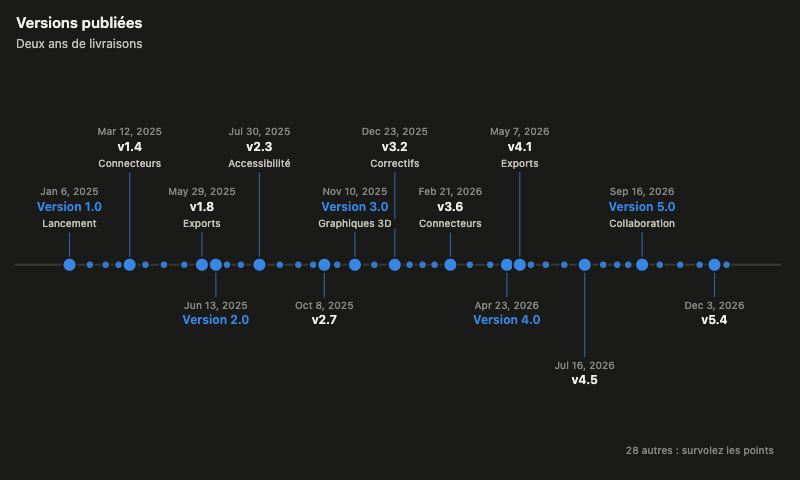 Versions publiées
Deux ans de livraisons
Mar 12, 2025
v1.4
Connecteurs
Jul 30, 2025
v2.3
Accessibilité
Dec 23, 2025
v3.2
Correctifs
May 7, 2026
v4.1
Exports
Jan 6, 2025
Version 1.0
Lancement
May 29, 2025
v1.8
Exports
Nov 10, 2025
Version 3.0
Graphiques 3D
Feb 21, 2026
v3.6
Connecteurs
Sep 16, 2026
Version 5.0
Collaboration
Jun 13, 2025
Version 2.0
Oct 8, 2025
v2.7
Apr 23, 2026
Version 4.0
Dec 3, 2026
v5.4
Jul 16, 2026
v4.5
28 autres : survolez les points